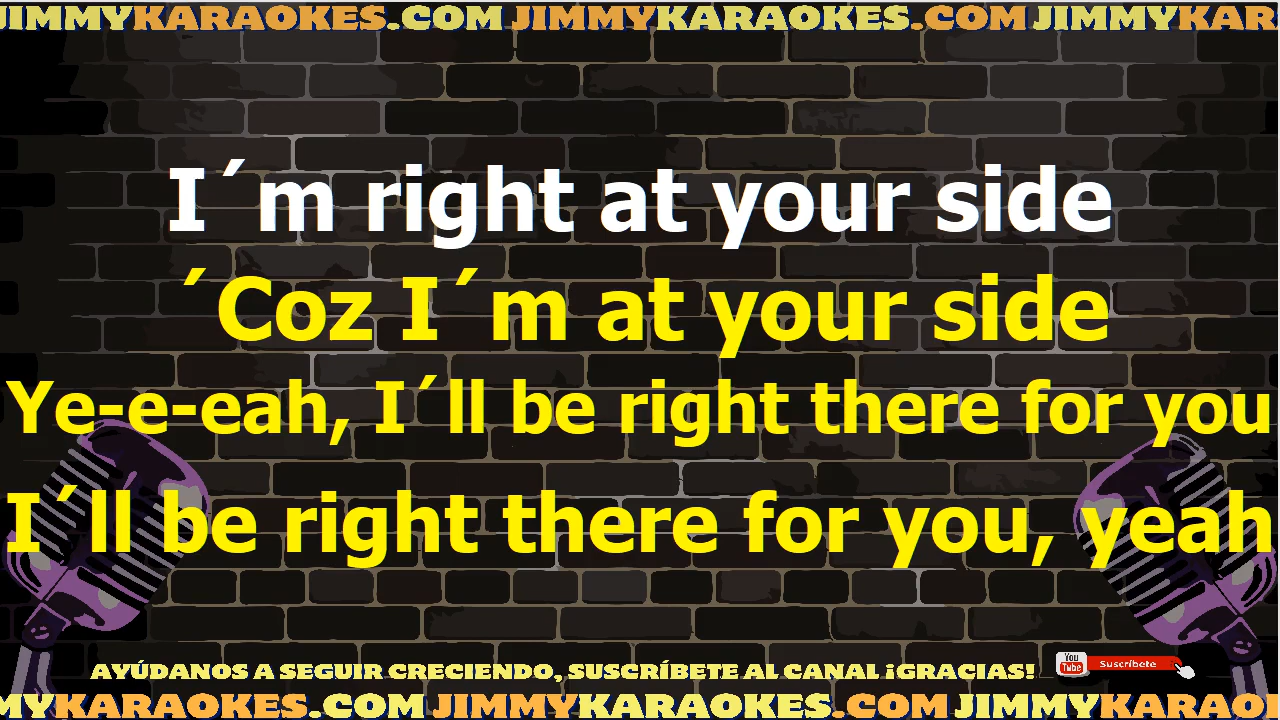 JIMMYKARAOKES.COM JIMMYKARAOKES.COM JIMMYKAR
I´m right at your side
´Coz I´m at your side
Ye-e-eah, I´ll be right there for you
I´ll be right there for you, yeah
AYÚDANOS A SEGUIR CRECIENDO, SUSCRÍBETE AL CANAL ¡GRACIAS!
You Tube Suscríbete
MYKARAOKES.COM JIMMYKARAOKES.COM JIMMYKARAO